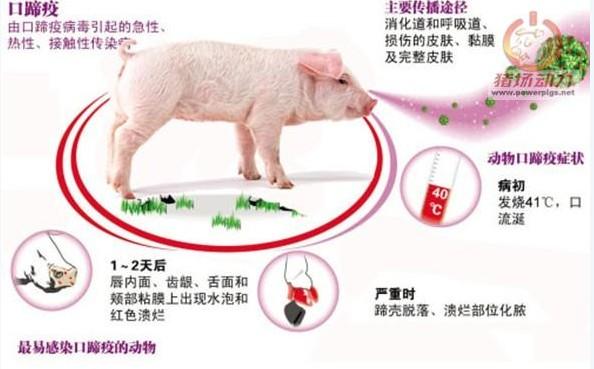 口蹄疫
由口蹄疫病毒引起的急性、
热性、接触性传染病
主要传播途径
消化道和呼吸道、
损伤的皮肤、黏膜
及完整皮肤
猪场动力
www.powerpigs.net
动物口蹄疫症状
40
℃
病初
发烧41℃，口
流涎
1~2天后
唇内面、齿龈、舌面和
颊部粘膜上出现水泡和
红色溃烂
严重时
蹄壳脱落、溃烂部位化脓
最易感染口蹄疫的动物